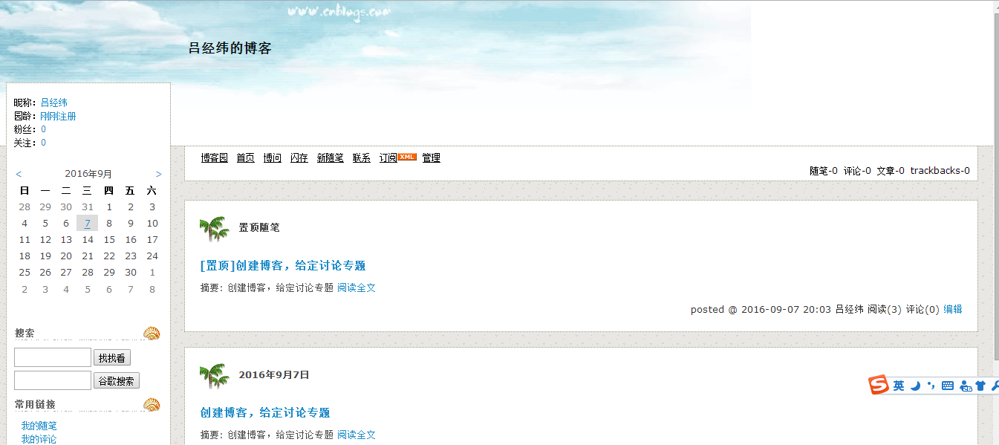 www.cnblogs.com
吕经纬的博客
昵称：吕经纬
园龄：刚刚注册
粉丝：0
关注：0
< 2016年9月 >
日 一 二 三 四 五 六
28 29 30 31 1 2 3
4 5 6 7 8 9 10
11 12 13 14 15 16 17
18 19 20 21 22 23 24
25 26 27 28 29 30 1
2 3 4 5 6 7 8
搜索
找找看
谷歌搜索
常用链接
我的随笔
我的评论
博客园 首页 博问 闪存 新随笔 联系 订阅XML 管理
随笔-0 评论-0 文章-0 trackbacks-0
置顶随笔
[置顶]创建博客，给定讨论专题
摘要: 创建博客，给定讨论专题 阅读全文
posted @ 2016-09-07 20:03 吕经纬 阅读(3) 评论(0) 编辑
2016年9月7日
创建博客，给定讨论专题
摘要: 创建博客，给定讨论专题 阅读全文
S 英